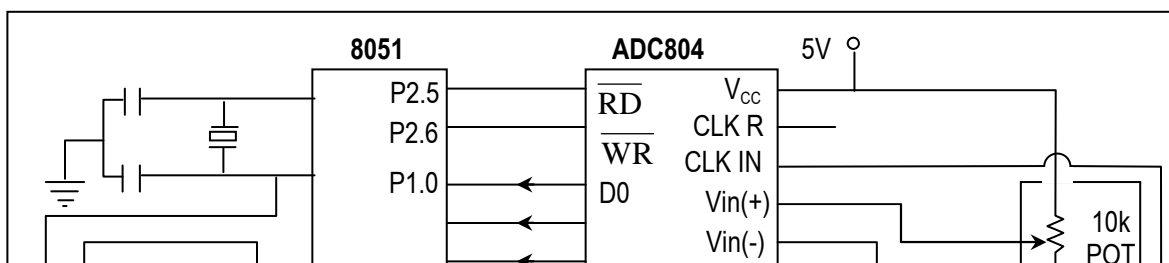 8051
ADC804
5V
P2.5
P2.6
P1.0
RD
WR
D0
VCC
CLK R
CLK IN
Vin(+)
Vin(-)
10k
POT